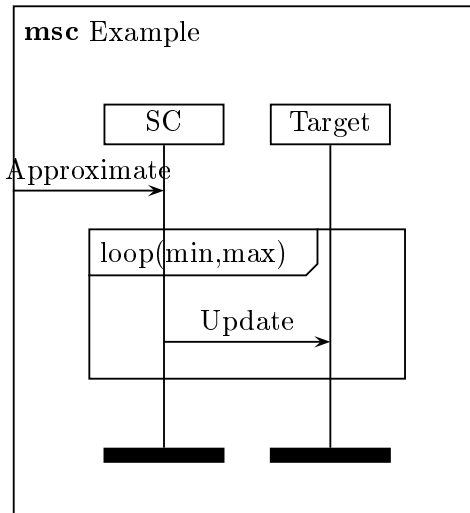 msc Example
SC
Target
Approximate
loop(min,max)
Update